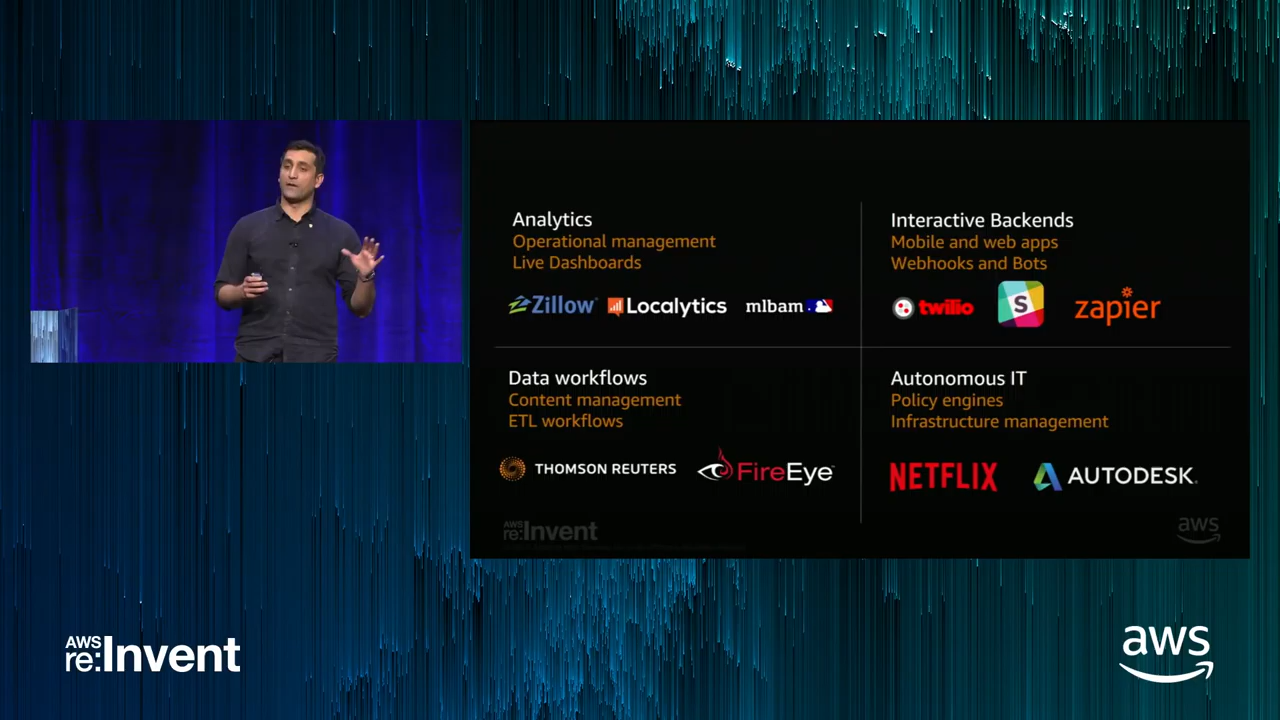 Analytics
Operational management
Live Dashboards
Zillow
Localytics
mlbam
Interactive Backends
Mobile and web apps
Webhooks and Bots
twilio
S
zapier
Data workflows
Content management
ETL workflows
THOMSON REUTERS
FireEye
Autonomous IT
Policy engines
Infrastructure management
NETFLIX
AUTODESK
AWS
re:Invent
aws
AWS
re:Invent
aws